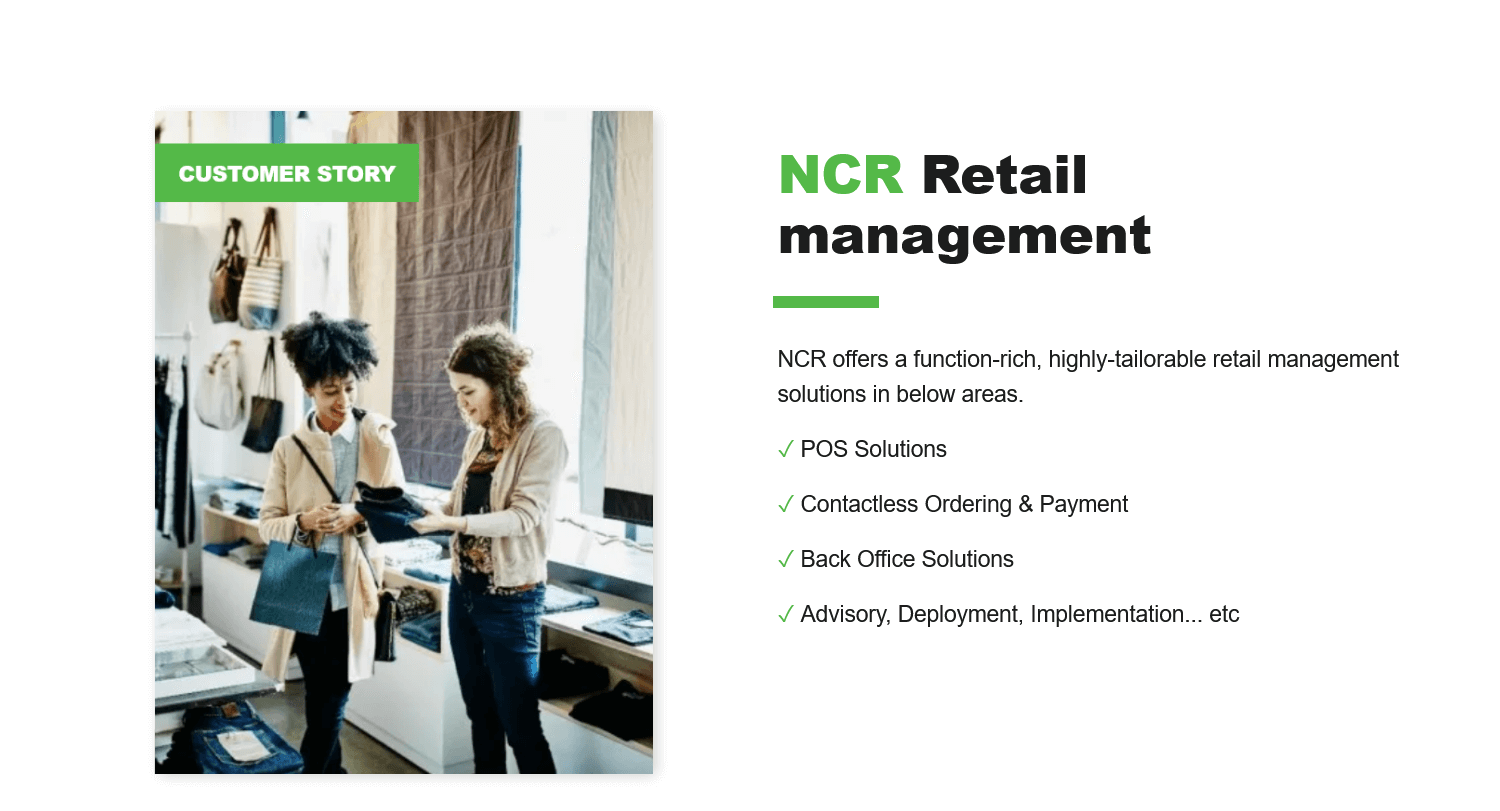 CUSTOMER STORY
NCR Retail
management
NCR offers a function-rich, highly-tailorable retail management
solutions in below areas.
✓ POS Solutions
✓ Contactless Ordering & Payment
✓ Back Office Solutions
✓ Advisory, Deployment, Implementation... etc